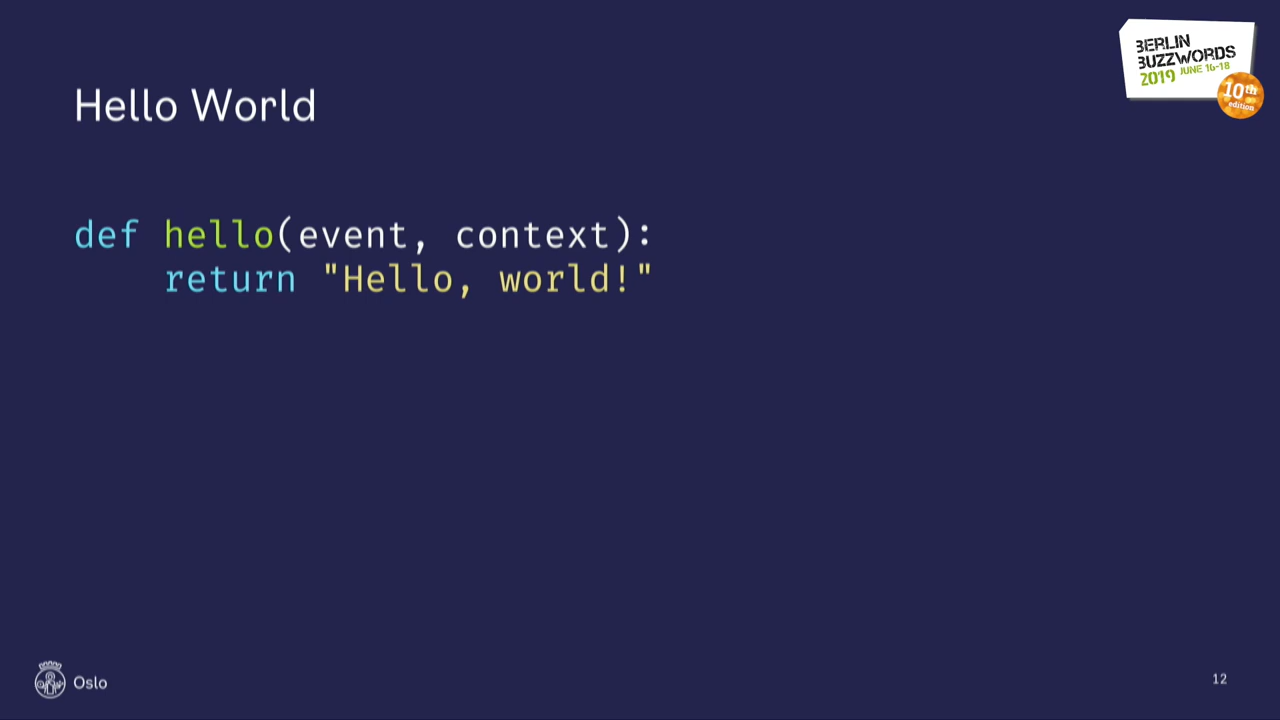 BERLIN
BUZZWORDS
2019 JUNE 16-18
10th
edition
Hello World
def hello(event, context):
    return "Hello, world!"
Oslo
12